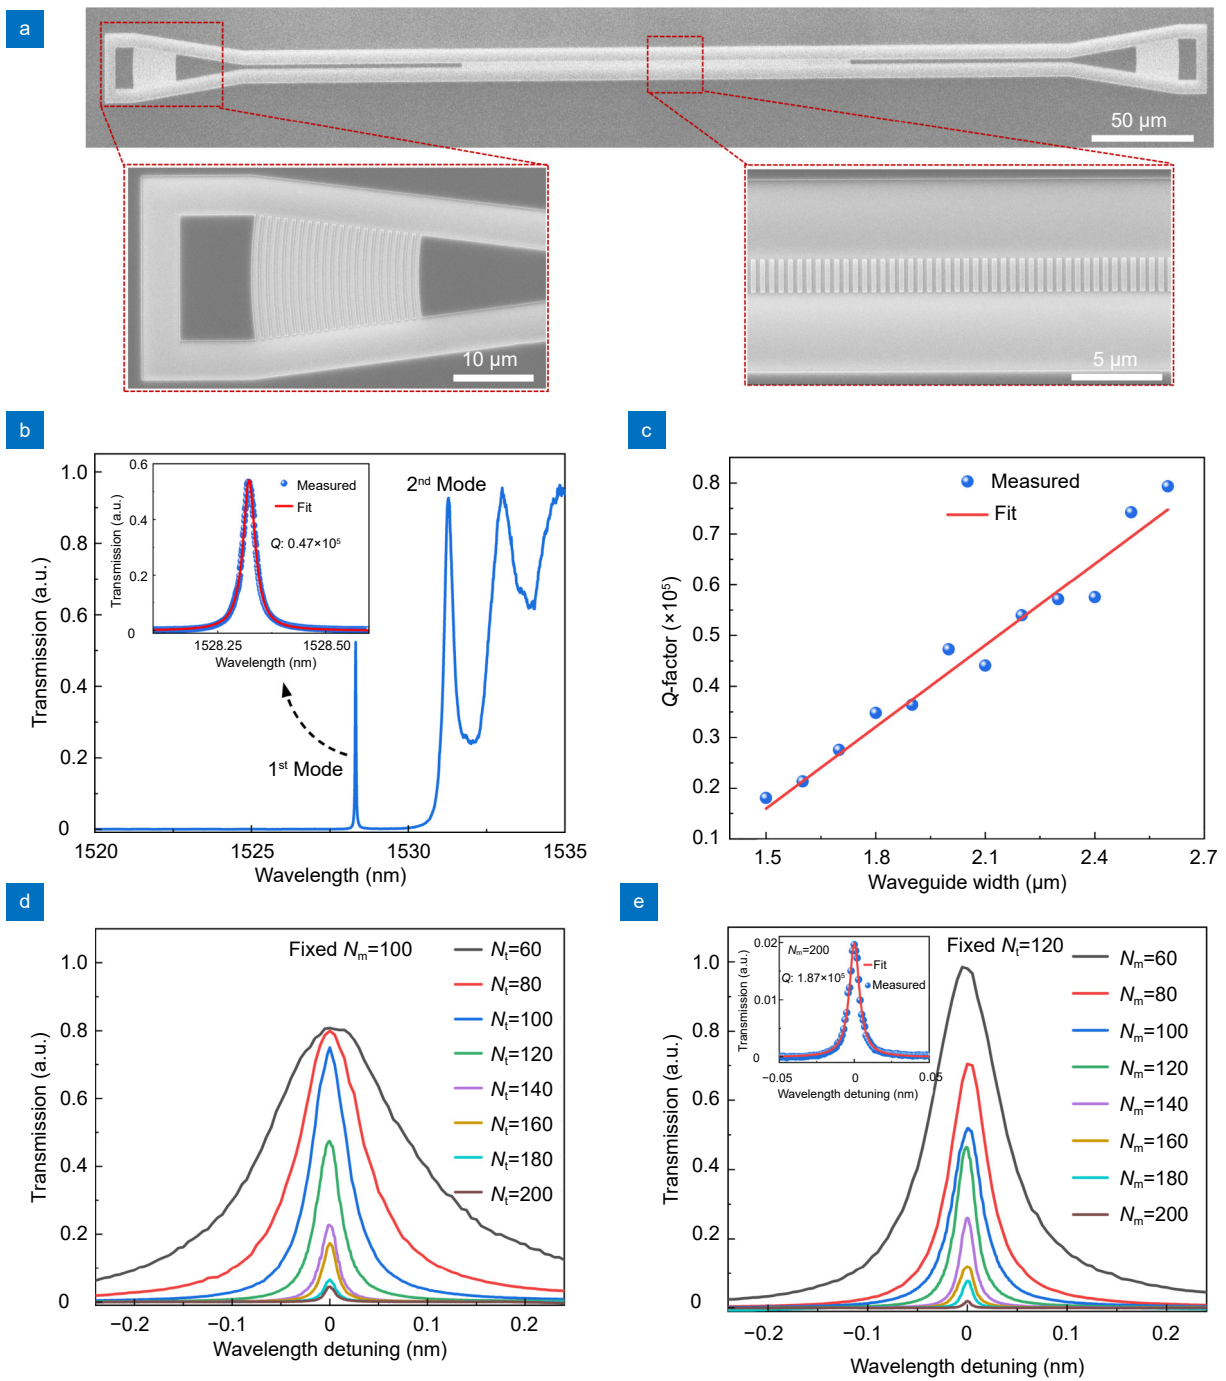 a
50 μm
10 μm
5 μm
b
1.0
0.8
0.6
0.4
0.2
0
Transmission (a.u.)
1520
1525
1530
1535
Wavelength (nm)
2nd Mode
1st Mode
0.6
0.4
0.2
0
Transmission (a.u.)
Measured
Fit
Q: 0.47×10⁵
1528.25
1528.50
Wavelength (nm)
c
0.8
0.7
0.6
0.5
0.4
0.3
0.2
0.1
Q-factor (×10⁵)
Measured
Fit
1.5
1.8
2.1
2.4
2.7
Waveguide width (μm)
d
Fixed Nm=100
1.0
0.8
0.6
0.4
0.2
0
Transmission (a.u.)
Nt=60
Nt=80
Nt=100
Nt=120
Nt=140
Nt=160
Nt=180
Nt=200
−0.2
−0.1
0
0.1
0.2
Wavelength detuning (nm)
e
Fixed Nt=120
1.0
0.8
0.6
0.4
0.2
0
Transmission (a.u.)
0.02
0.01
0
Transmission (a.u.)
Nm=200
Fit
Q: 1.87×10⁵
Measured
−0.05
0
0.05
Wavelength detuning (nm)
Nm=60
Nm=80
Nm=100
Nm=120
Nm=140
Nm=160
Nm=180
Nm=200
−0.2
−0.1
0
0.1
0.2
Wavelength detuning (nm)